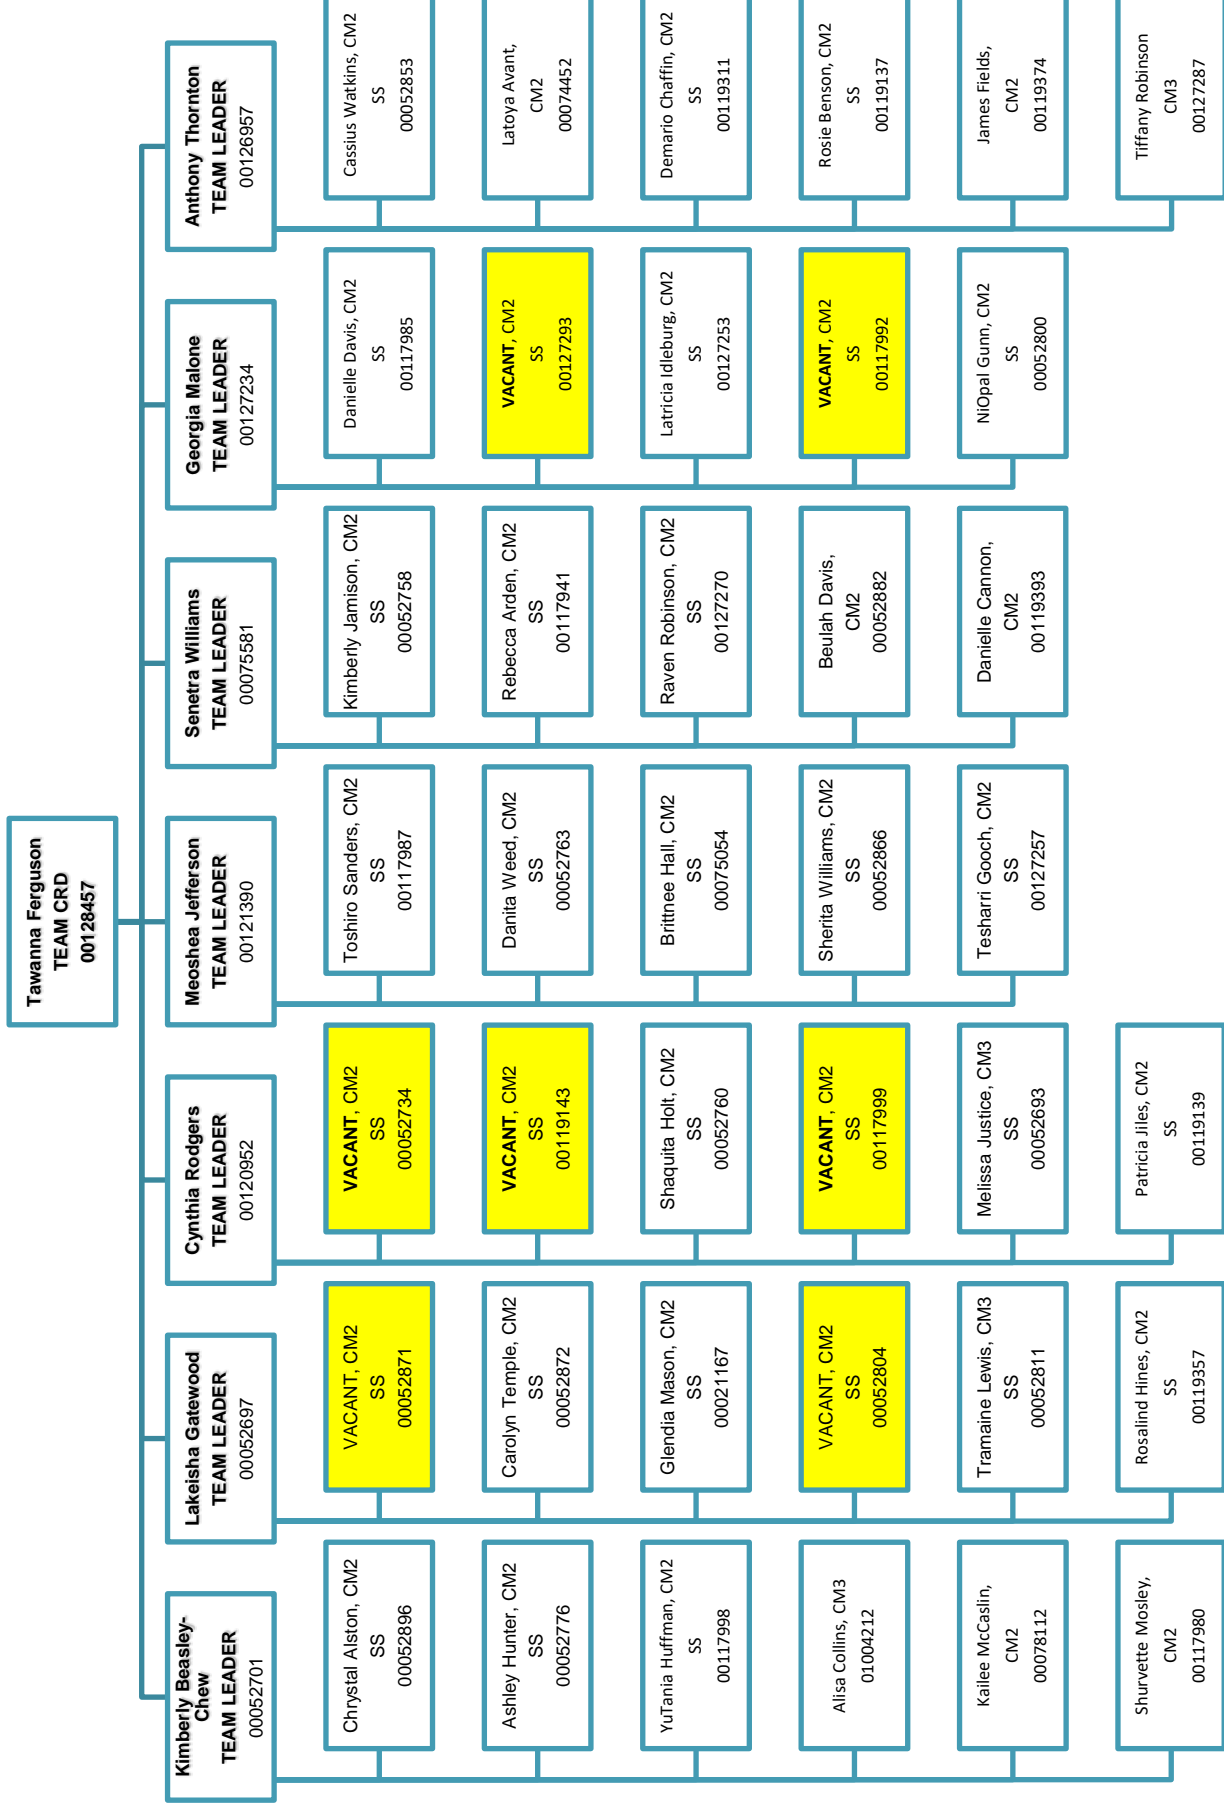 Tawanna Ferguson
TEAM CRD
00128457
Kimberly Beasley-
Chew
TEAM LEADER
00052701
Chrystal Alston, CM2
SS
00052896
Ashley Hunter, CM2
SS
00052776
YuTania Huffman, CM2
SS
00117998
Alisa Collins, CM3
01004212
Kailee McCaslin,
CM2
00078112
Shurvette Mosley,
CM2
00117980
Lakeisha Gatewood
TEAM LEADER
00052697
VACANT, CM2
SS
00052871
Carolyn Temple, CM2
SS
00052872
Glendia Mason, CM2
SS
00021167
VACANT, CM2
SS
00052804
Tramaine Lewis, CM3
SS
00052811
Rosalind Hines, CM2
SS
00119357
Cynthia Rodgers
TEAM LEADER
00120952
VACANT, CM2
SS
00052734
VACANT, CM2
SS
00119143
Shaquita Holt, CM2
SS
00052760
VACANT, CM2
SS
00117999
Melissa Justice, CM3
SS
00052693
Patricia Jiles, CM2
SS
00119139
Meoshea Jefferson
TEAM LEADER
00121390
Toshiro Sanders, CM2
SS
00117987
Danita Weed, CM2
SS
00052763
Brittnee Hall, CM2
SS
00075054
Sherita Williams, CM2
SS
00052866
Tesharri Gooch, CM2
SS
00127257
Senetra Williams
TEAM LEADER
00075581
Kimberly Jamison, CM2
SS
00052758
Rebecca Arden, CM2
SS
00117941
Raven Robinson, CM2
SS
00127270
Beulah Davis,
CM2
00052882
Danielle Cannon,
CM2
00119393
Georgia Malone
TEAM LEADER
00127234
Danielle Davis, CM2
SS
00117985
VACANT, CM2
SS
00127293
Latricia Idleburg, CM2
SS
00127253
VACANT, CM2
SS
00117992
NiOpal Gunn, CM2
SS
00052800
Anthony Thornton
TEAM LEADER
00126957
Cassius Watkins, CM2
SS
00052853
Latoya Avant,
CM2
00074452
Demario Chaffin, CM2
SS
00119311
Rosie Benson, CM2
SS
00119137
James Fields,
CM2
00119374
Tiffany Robinson
CM3
00127287